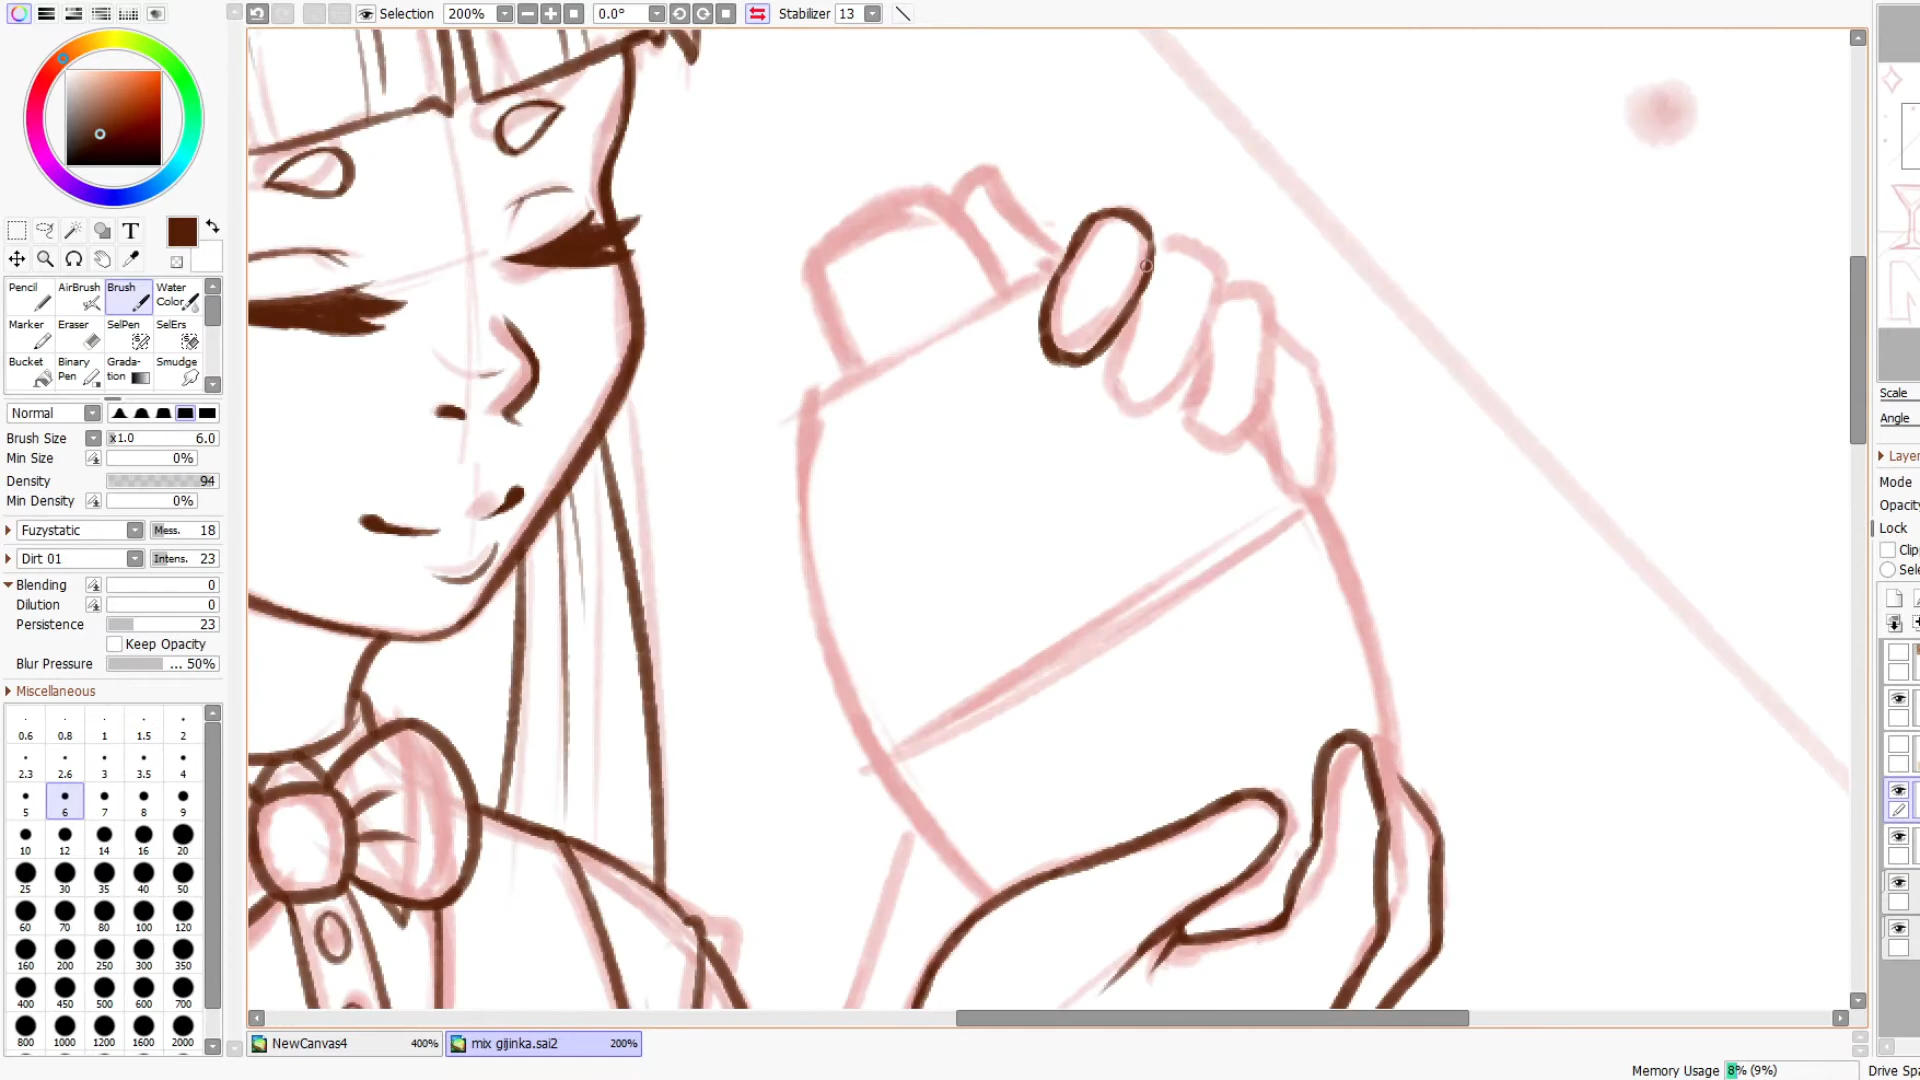 Selection 200% 0.0° Stabilizer 13
T
Pencil AirBrush Brush Water Color
Marker Eraser SelPen SelErs
Bucket Binary Pen Grada-tion Smudge
Normal
Brush Size x1.0 6.0
Min Size 0%
Density 94
Min Density 0%
Fuzystatic Mess. 18
Dirt 01 Intens. 23
Blending 0
Dilution 0
Persistence 23
Keep Opacity
Blur Pressure ... 50%
Miscellaneous
0.6 0.8 1 1.5 2
2.3 2.6 3 3.5 4
5 6 7 8 9
10 12 14 16 20
25 30 35 40 50
60 70 80 100 120
160 200 250 300 350
400 450 500 600 700
800 1000 1200 1600 2000
Scale
Angle
Laye
Mode
Opacity
Lock
Clip
Sele
NewCanvas4 400% mix gijinka.sai2 200%
Memory Usage 8% (9%) Drive Spa